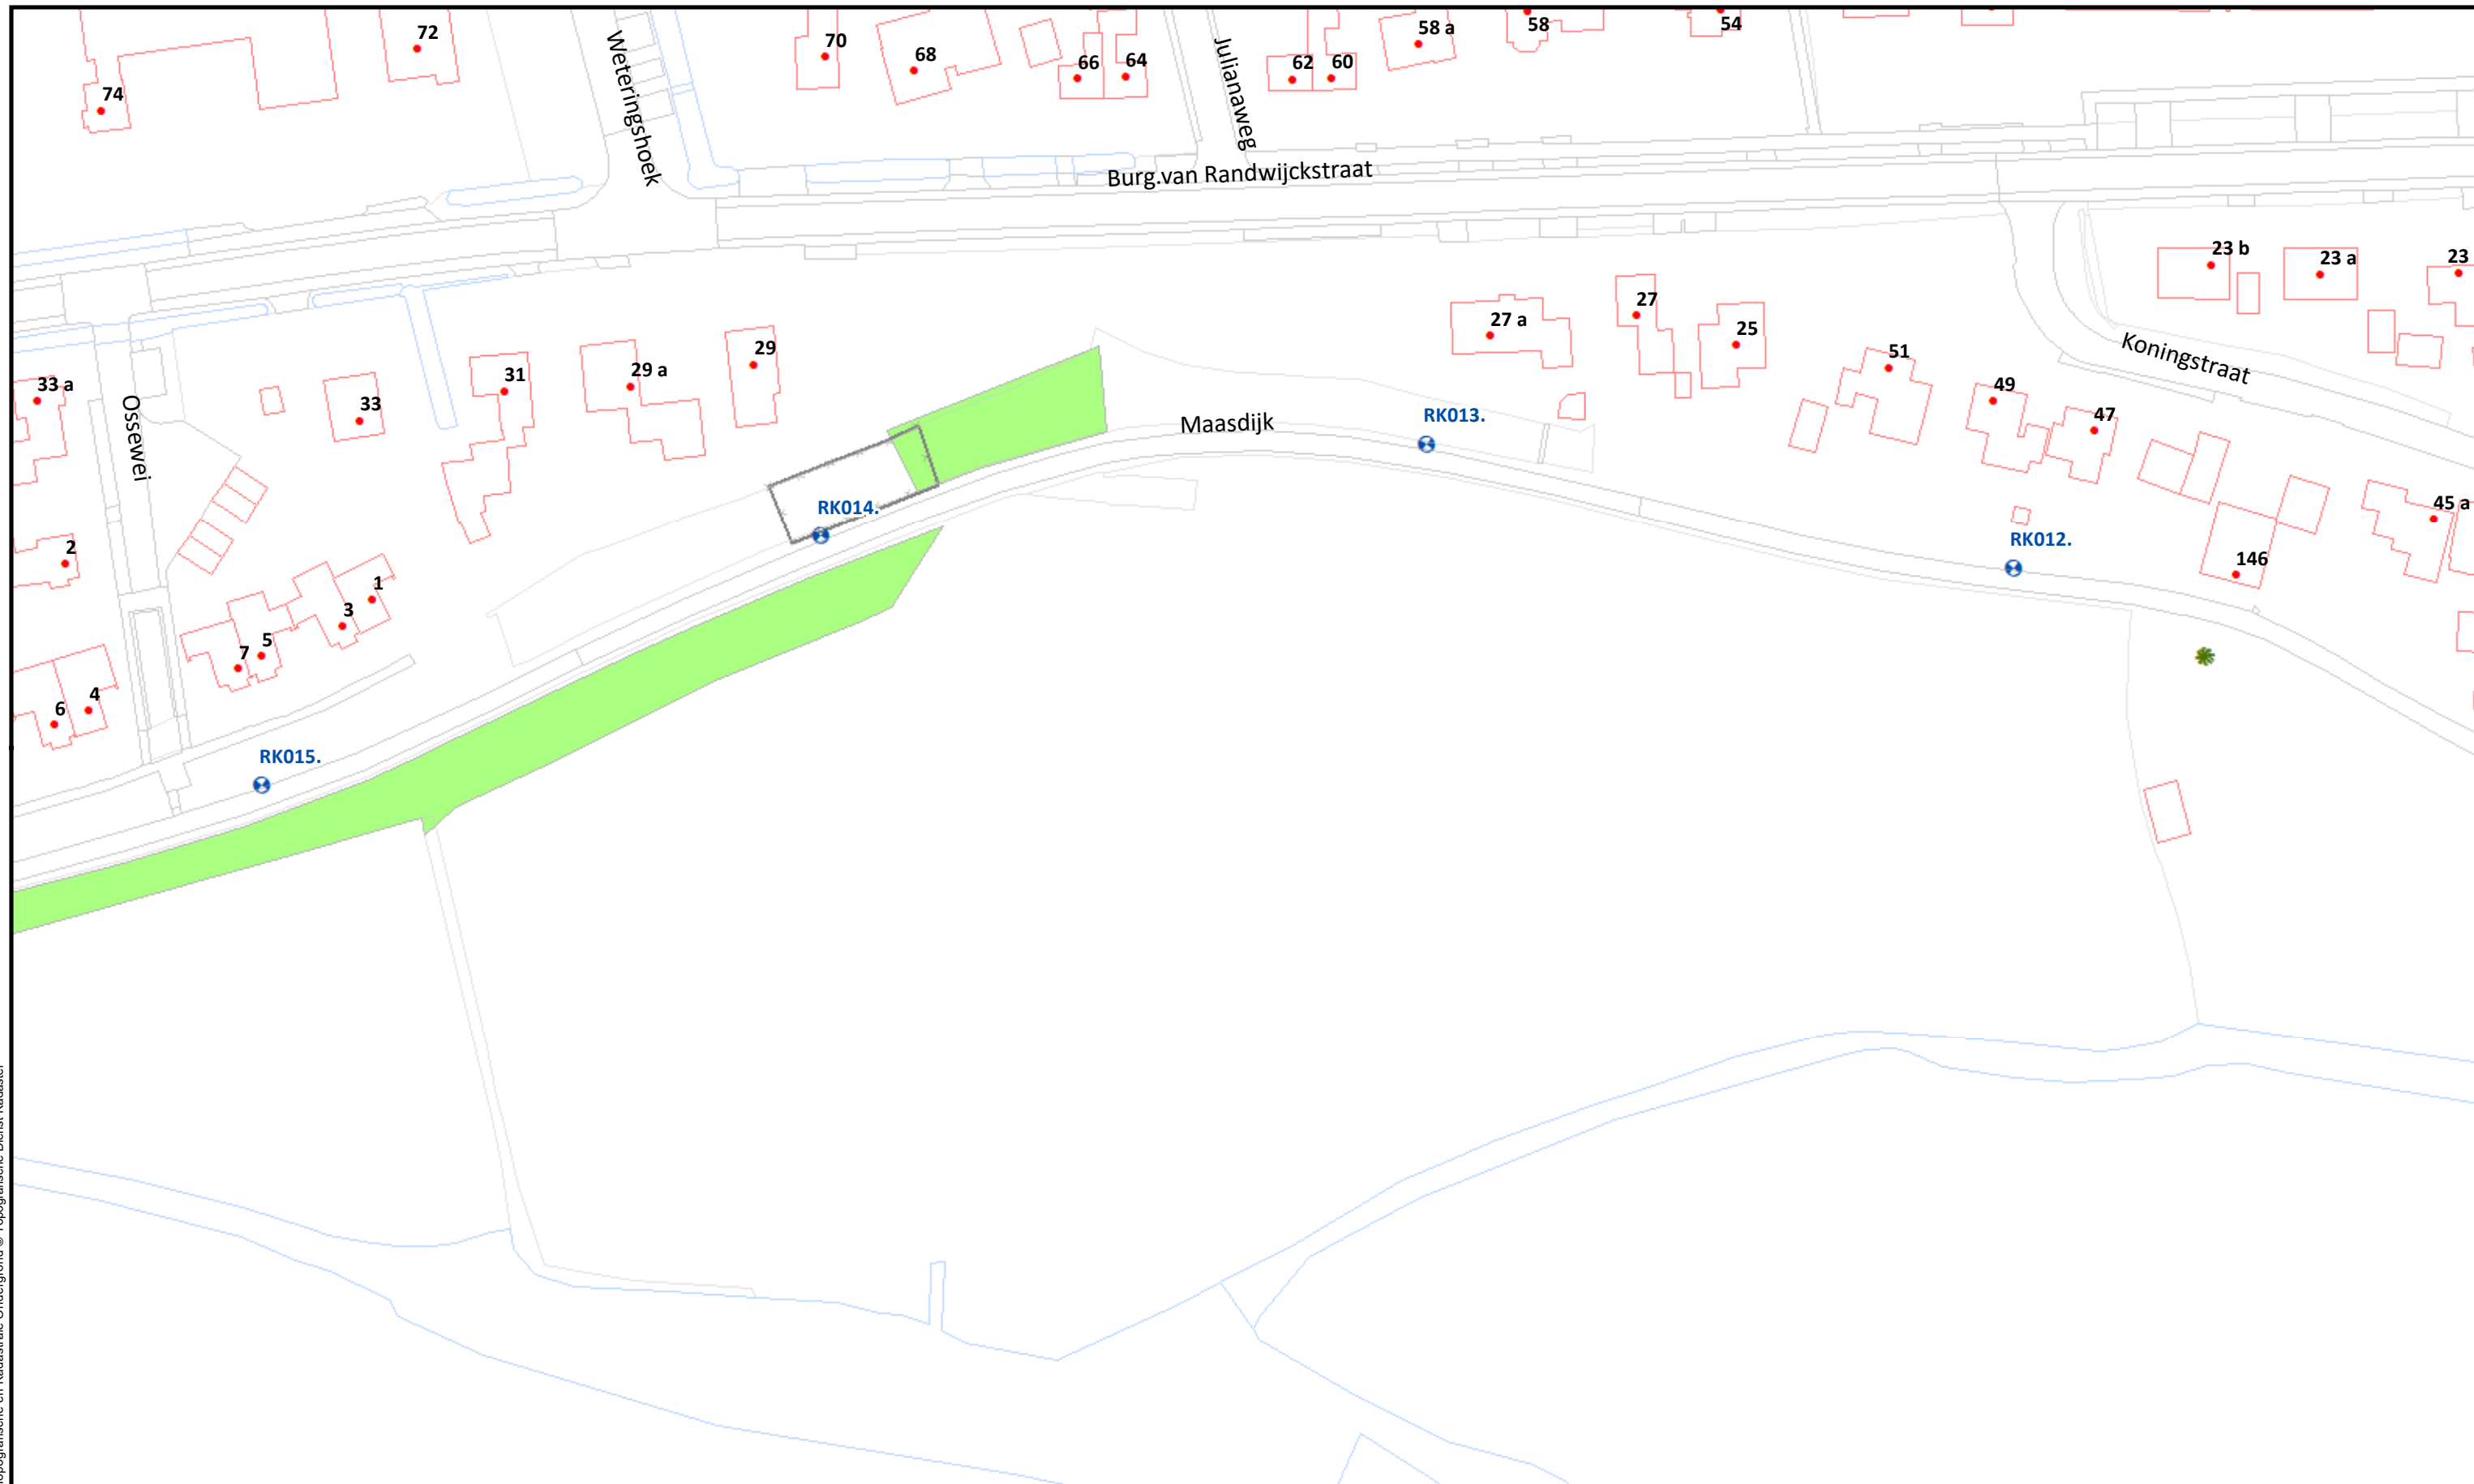 72
70
68
66
64
62
60
58 a
58
54
74
Weteringshoek
Julianaweg
Burg.van Randwijckstraat
23 b
23 a
23
27 a
27
25
Koningstraat
51
49
47
33 a
Ossewei
33
31
29 a
29
Maasdijk
RK013.
RK014.
RK012.
45 a
146
2
1
3
5
7
4
6
RK015.